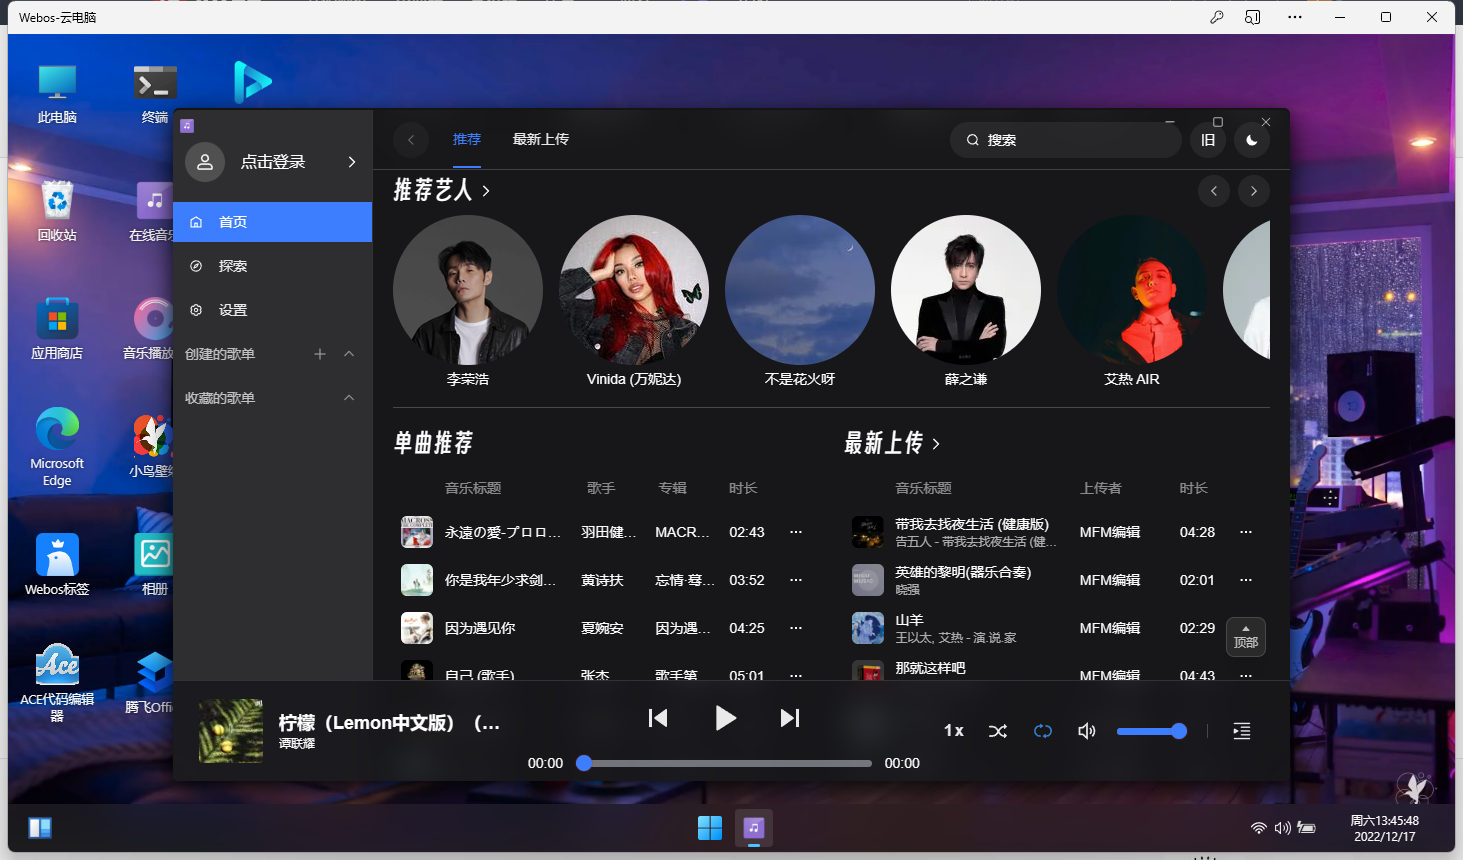 Webos-云电脑
此电脑
终端
回收站
在线音
应用商店
音乐播放
Microsoft
Edge
小鸟壁
Webos标签
相册
Ace
ACE代码编辑
器
腾飞Offi
点击登录
首页
探索
设置
创建的歌单
收藏的歌单
推荐
最新上传
搜索
旧
推荐艺人
李荣浩
Vinida (万妮达)
不是花火呀
薛之谦
艾热 AIR
单曲推荐
音乐标题 歌手 专辑 时长
永遠の愛-プロロ... 羽田健... MACR... 02:43
你是我年少求剑... 黄诗扶 忘情·蓦... 03:52
因为遇见你 夏婉安 因为遇... 04:25
自己 (歌手) 张杰 歌手第 05:01
最新上传
音乐标题 上传者 时长
带我去找夜生活 (健康版) MFM编辑 04:28
告五人 - 带我去找夜生活 (健...
英雄的黎明(器乐合奏) MFM编辑 02:01
晓强
山羊 MFM编辑 02:29
王以太, 艾热 - 演.说.家
那就这样吧 MFM编辑 04:43
顶部
柠檬（Lemon中文版）（...
谭联耀
00:00
00:00
1x
周六13:45:48
2022/12/17